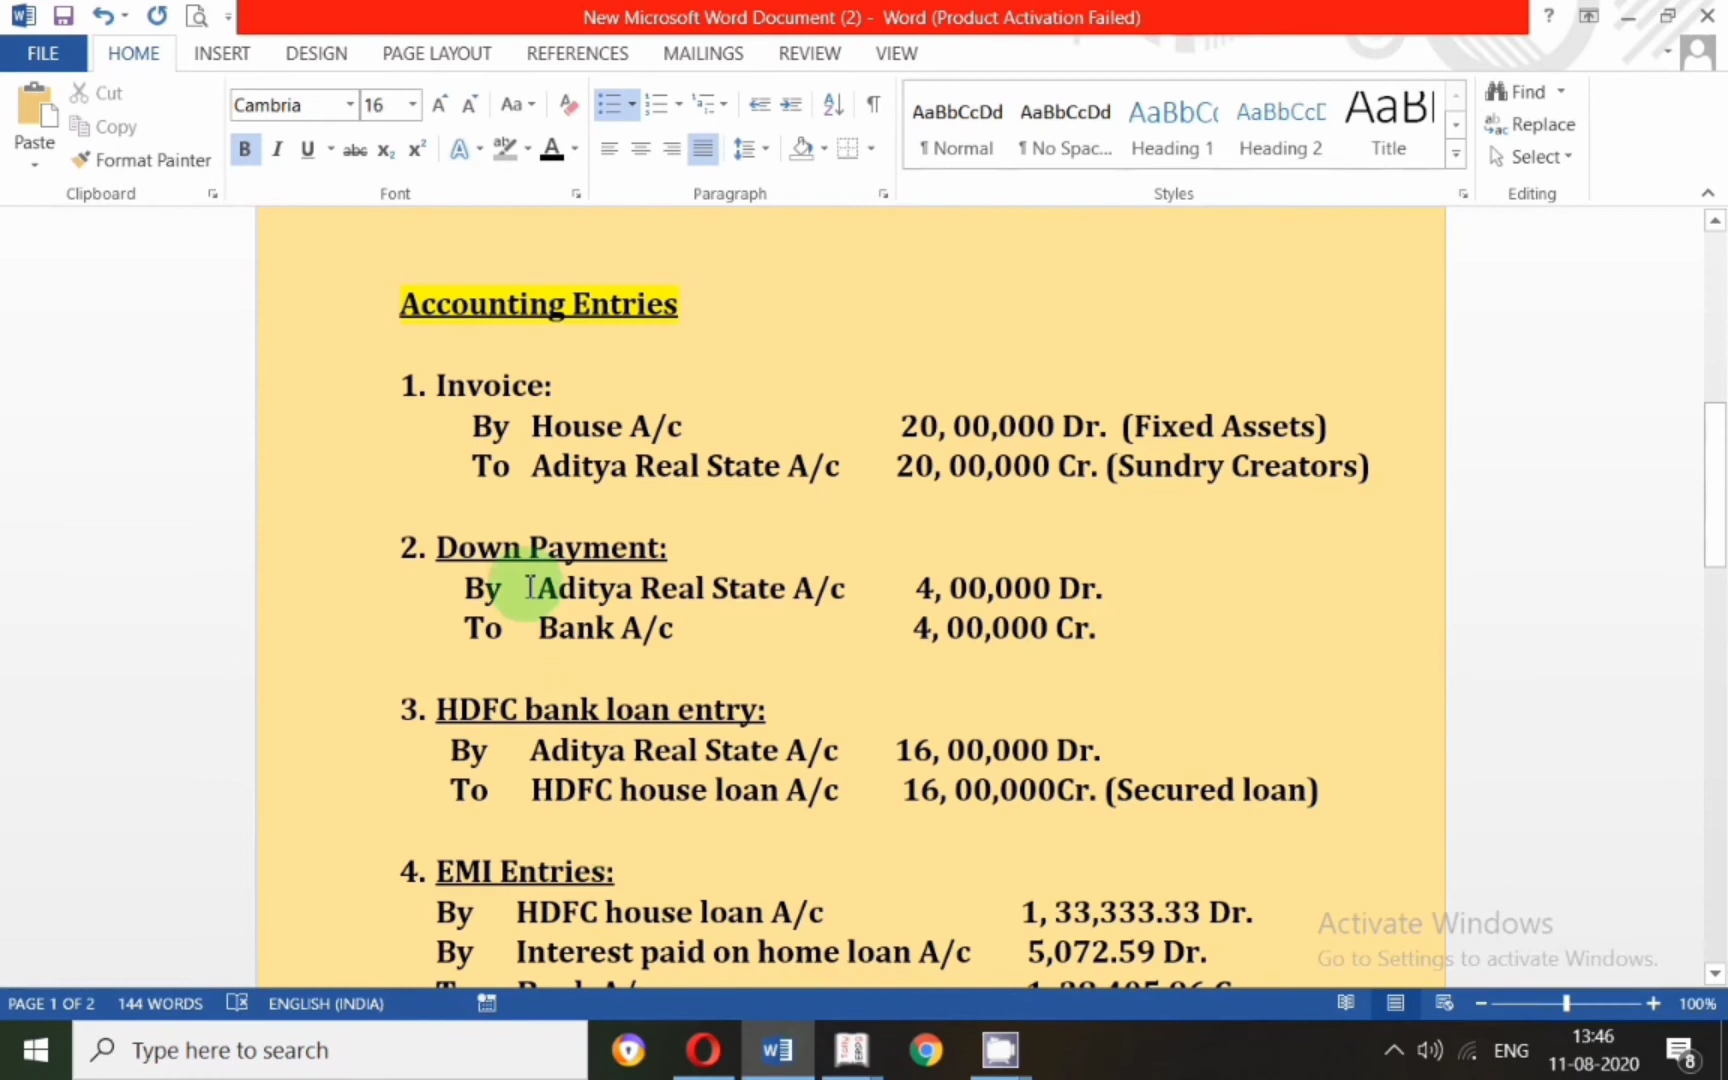 New Microsoft Word Document (2) - Word (Product Activation Failed)
FILE HOME INSERT DESIGN PAGE LAYOUT REFERENCES MAILINGS REVIEW VIEW
Paste
Cut
Copy
Format Painter
Clipboard
Cambria 16
Font
Paragraph
AaBbCcDd AaBbCcDd AaBbC AaBbCcD AaB
¶ Normal ¶ No Spac... Heading 1 Heading 2 Title
Styles
Find
Replace
Select
Editing
Accounting Entries
1. Invoice:
By House A/c 20, 00,000 Dr. (Fixed Assets)
To Aditya Real State A/c 20, 00,000 Cr. (Sundry Creators)
2. Down Payment:
By Aditya Real State A/c 4, 00,000 Dr.
To Bank A/c 4, 00,000 Cr.
3. HDFC bank loan entry:
By Aditya Real State A/c 16, 00,000 Dr.
To HDFC house loan A/c 16, 00,000Cr. (Secured loan)
4. EMI Entries:
By HDFC house loan A/c 1, 33,333.33 Dr.
By Interest paid on home loan A/c 5,072.59 Dr.
Activate Windows
Go to Settings to activate Windows.
PAGE 1 OF 2 144 WORDS ENGLISH (INDIA) 100%
Type here to search
ENG
13:46
11-08-2020
8